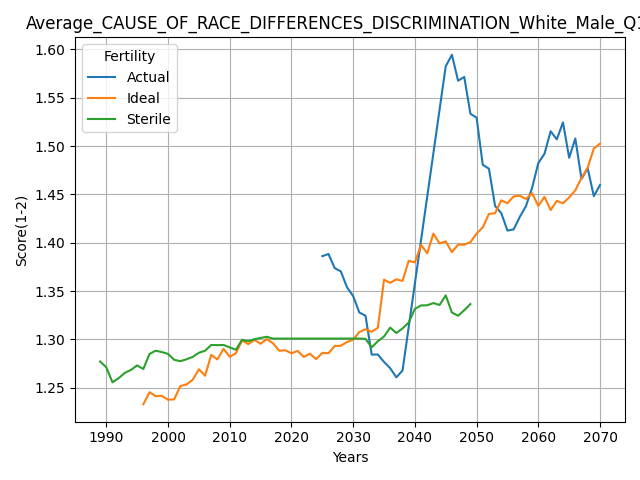 Average_CAUSE_OF_RACE_DIFFERENCES_DISCRIMINATION_White_Male_Q1
Fertility
Actual
Ideal
Sterile
1.60
1.55
1.50
1.45
1.40
1.35
1.30
1.25
Score(1-2)
1990 2000 2010 2020 2030 2040 2050 2060 2070
Years